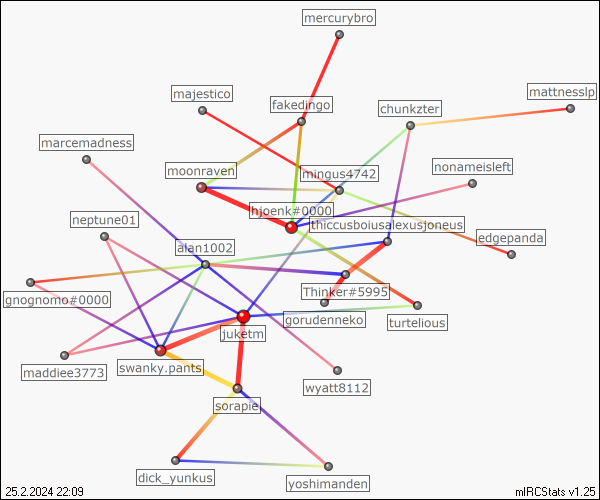 mercurybro
majestico
mattnesslp
fakedingo
chunkzter
marcemadness
moonraven
mingus4742
nonameisleft
hjoenk#0000
neptune01
thiccusboiusalexusjoneus
alan1002
edgepanda
Thinker#5995
gnognomo#0000
gorudenneko
turtelious
juketm
maddiee3773
swanky.pants
wyatt8112
sorapie
dick_yunkus
yoshimanden
25.2.2024 22:09
mIRCStats v1.25